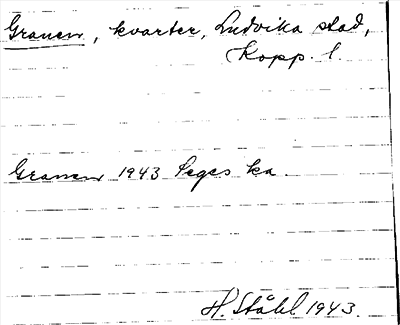 Granen, kvarter, Ludvika stad,
Kopp. l.
Granen 1943 Seges ka
H. Ståhl 1943.